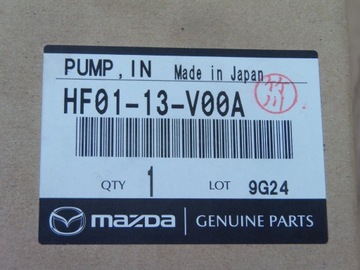 PUMP, IN Made in Japan
HF01-13-V00A
QTY 1 LOT 9G24
mazda GENUINE PARTS